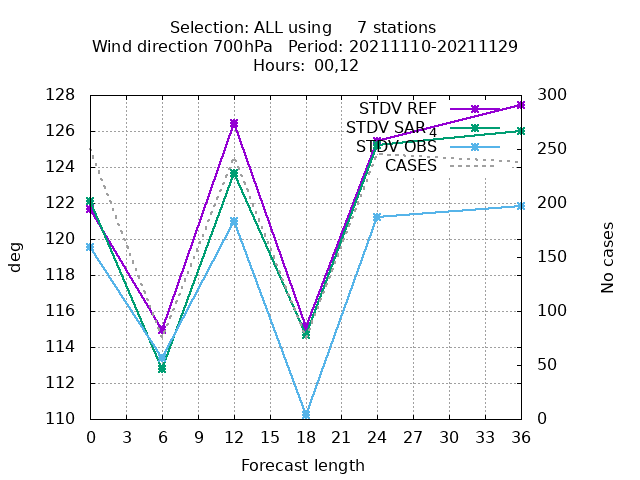 Selection: ALL using 7 stations
Wind direction 700hPa Period: 20211110-20211129
Hours: 00,12
128
126
124
122
120
118
116
114
112
110
deg
300
250
200
150
100
50
0
No cases
STDV REF
STDV SAR4
STDV OBS
CASES
0 3 6 9 12 15 18 21 24 27 30 33 36
Forecast length